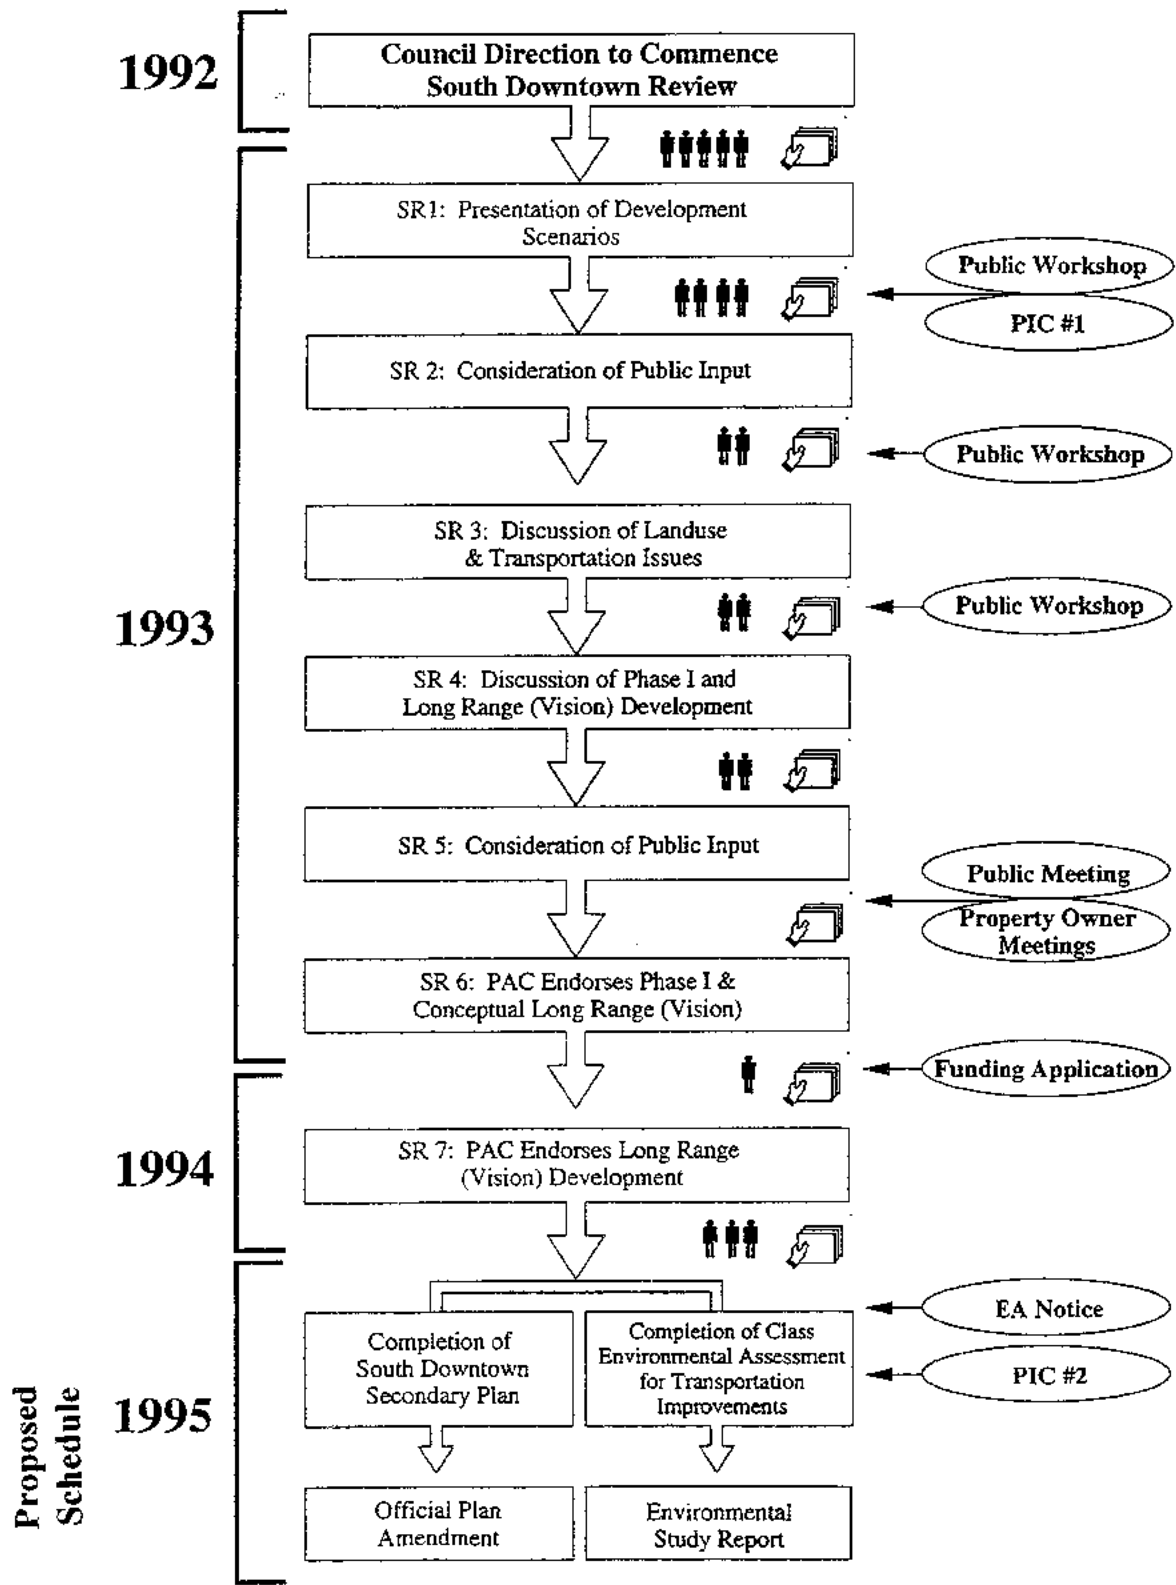 1992
Council Direction to Commence
South Downtown Review
1993
SR1: Presentation of Development
Scenarios
Public Workshop
PIC #1
SR 2: Consideration of Public Input
Public Workshop
SR 3: Discussion of Landuse
& Transportation Issues
Public Workshop
SR 4: Discussion of Phase I and
Long Range (Vision) Development
SR 5: Consideration of Public Input
Public Meeting
Property Owner
Meetings
SR 6: PAC Endorses Phase I &
Conceptual Long Range (Vision)
Funding Application
1994
SR 7: PAC Endorses Long Range
(Vision) Development
Proposed
Schedule
1995
EA Notice
Completion of
South Downtown
Secondary Plan
Completion of Class
Environmental Assessment
for Transportation
Improvements
PIC #2
Official Plan
Amendment
Environmental
Study Report